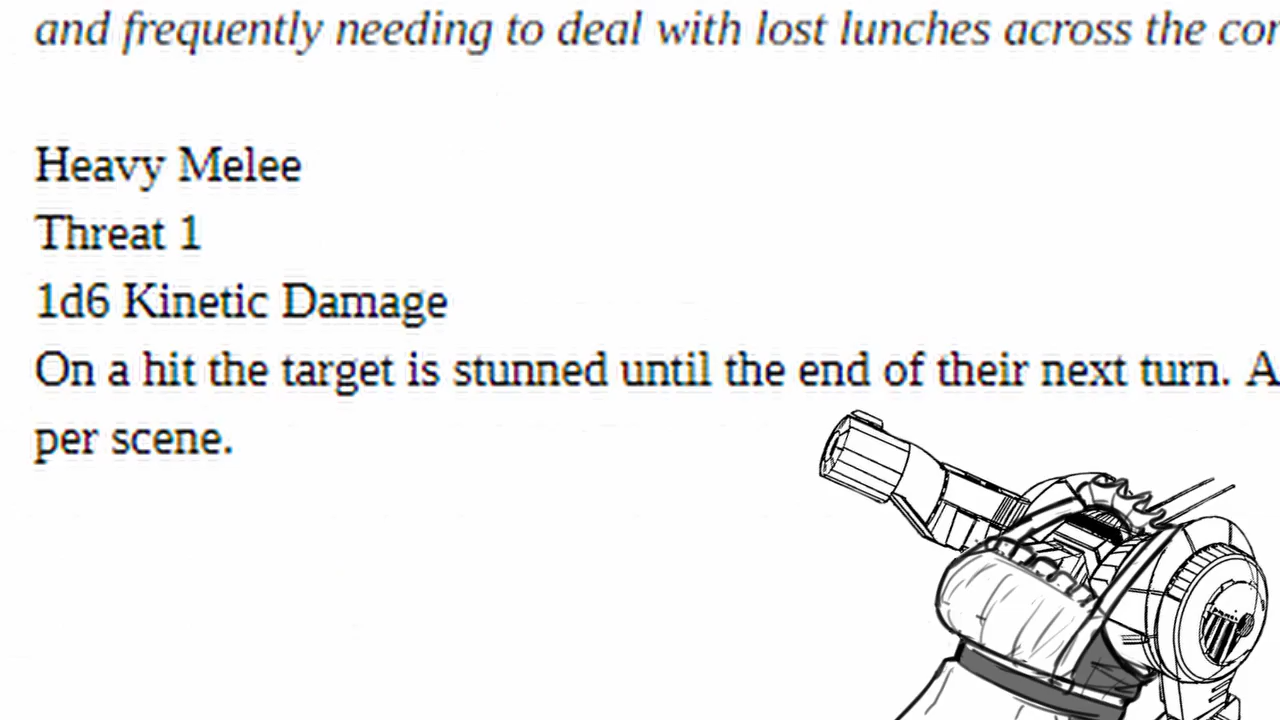 and frequently needing to deal with lost lunches across the
Heavy Melee
Threat 1
1d6 Kinetic Damage
On a hit the target is stunned until the end of their next turn.
per scene.